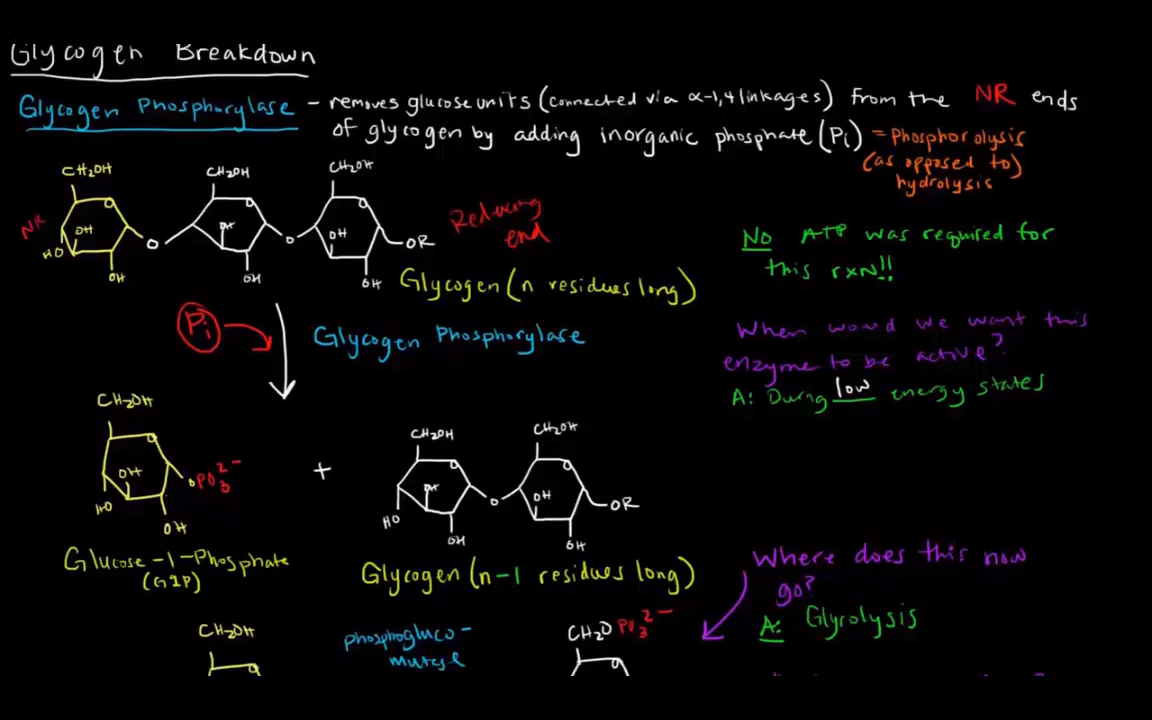 Glycogen Breakdown
Glycogen Phosphorylase - removes glucose units (connected via α-1,4 linkages) from the NR ends
of glycogen by adding inorganic phosphate (Pi) = Phosphorolysis
(as opposed to)
hydrolysis
CH2OH CH2OH CH2OH
NR
O O O
OH OH OH
HO O O OR
OH OH OH
Reducing
end
Glycogen (n residues long)
No ATP was required for
this rxn!!
Pi
Glycogen Phosphorylase
When would we want this
enzyme to be active?
A: During low energy states
CH2OH
O
OH
OPO3 2-
HO
OH
+
CH2OH CH2OH
O O
OH OH
HO O OR
OH OH
Glucose-1-Phosphate
(G1P)
Glycogen (n-1 residues long)
Where does this now
go?
A: Glycolysis
CH2OH
O
phosphogluco-
mutase
CH2O PO3 2-
O